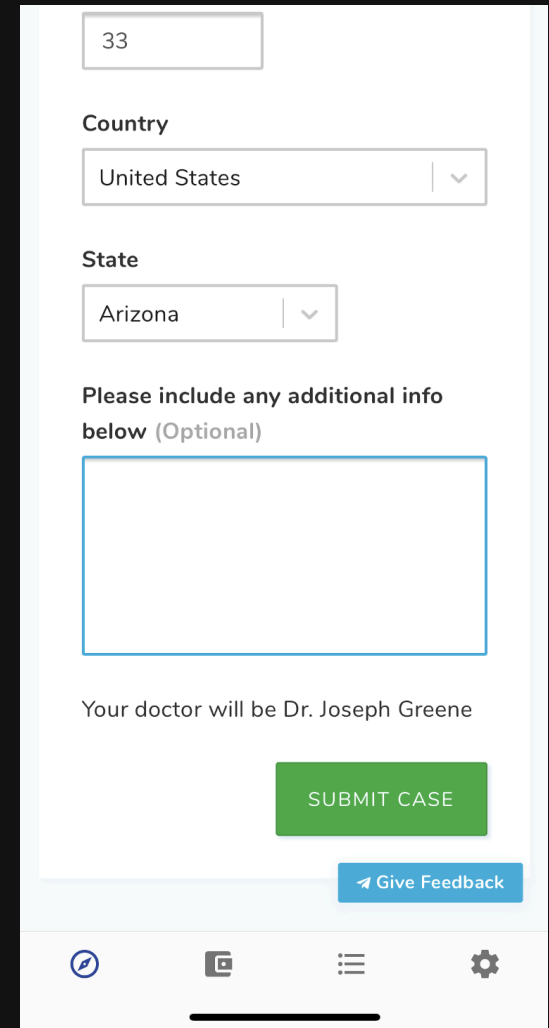 33
Country
United States
State
Arizona
Please include any additional info
below (Optional)
Your doctor will be Dr. Joseph Greene
SUBMIT CASE
Give Feedback